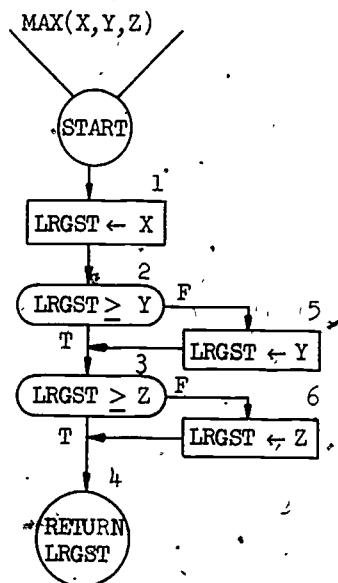 MAX(X,Y,Z)
START
1
LRGST ← X
2
LRGST ≥ Y
F
5
T
LRGST ← Y
3
LRGST ≥ Z
F
6
T
LRGST ← Z
4
RETURN
LRGST